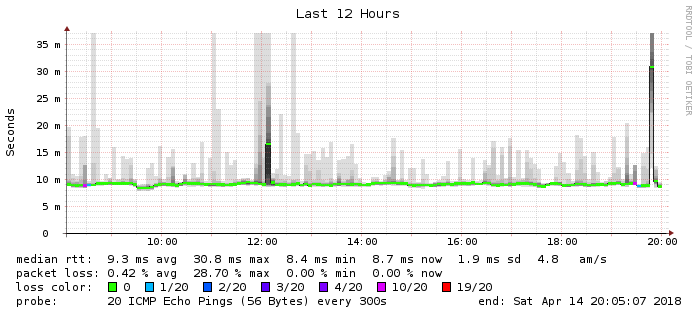 Last 12 Hours
RRDTOOL / TOBI OETIKER
Seconds
35 m
30 m
25 m
20 m
15 m
10 m
5 m
0
10:00 12:00 14:00 16:00 18:00 20:00
median rtt: 9.3 ms avg 30.8 ms max 8.4 ms min 8.7 ms now 1.9 ms sd 4.8 am/s
packet loss: 0.42 % avg 28.70 % max 0.00 % min 0.00 % now
loss color: 0 1/20 2/20 3/20 4/20 10/20 19/20
probe: 20 ICMP Echo Pings (56 Bytes) every 300s end: Sat Apr 14 20:05:07 2018